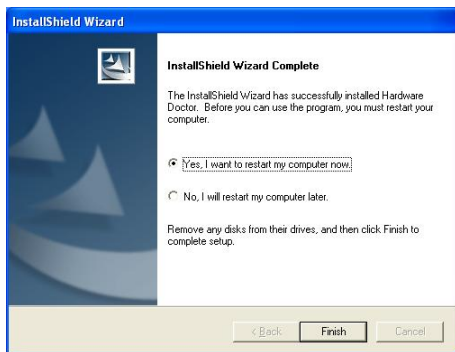 InstallShield Wizard
InstallShield Wizard Complete
The InstallShield Wizard has successfully installed Hardware
Doctor. Before you can use the program, you must restart your
computer.
Yes, I want to restart my computer now.
No, I will restart my computer later.
Remove any disks from their drives, and then click Finish to
complete setup.
< Back Finish Cancel